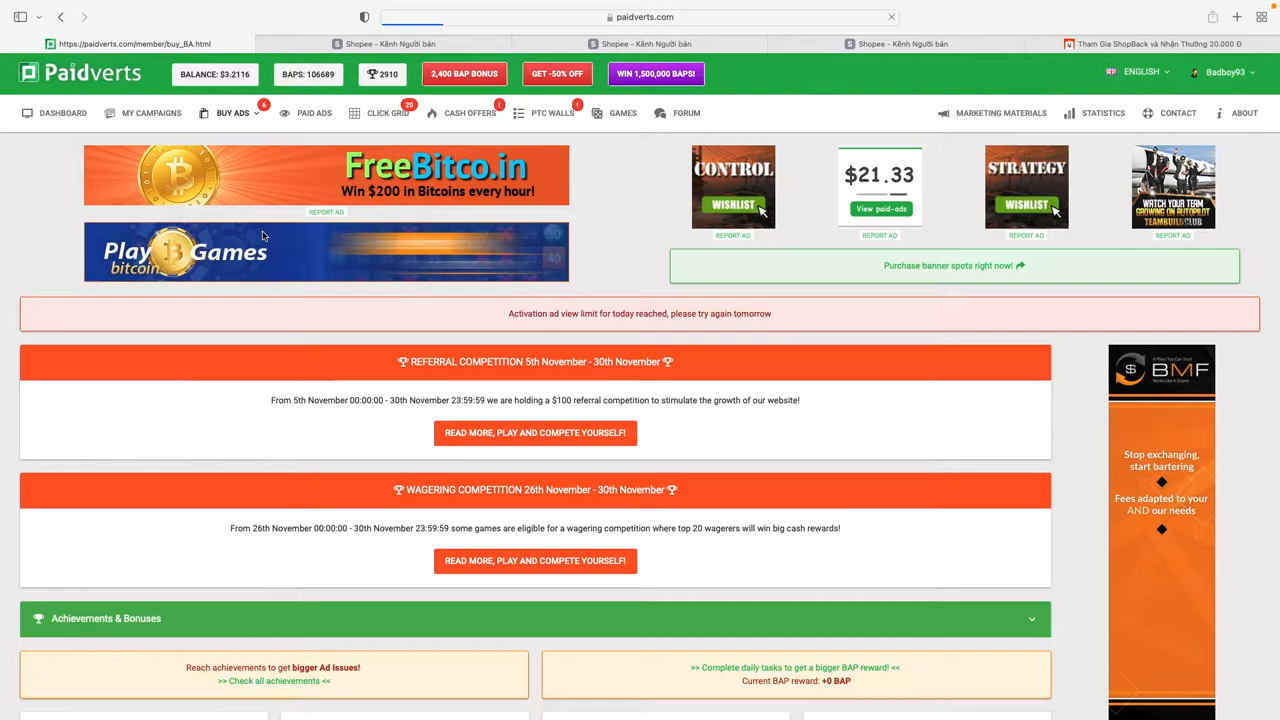 paidverts.com
https://paidverts.com/member/buy_BA.html
Shopee - Kênh Người bán
Shopee - Kênh Người bán
Shopee - Kênh Người bán
Tham Gia ShopBack và Nhận Thưởng 20.000 Đ
Paidverts
BALANCE: $3.2116
BAPS: 106689
2910
2,400 BAP BONUS
GET -50% OFF
WIN 1,500,000 BAPS!
ENGLISH
Badboy93
DASHBOARD
MY CAMPAIGNS
BUY ADS
6
PAID ADS
CLICK GRID
20
CASH OFFERS
!
PTC WALLS
!
GAMES
FORUM
MARKETING MATERIALS
STATISTICS
CONTACT
ABOUT
FreeBitco.in
Win $200 in Bitcoins every hour!
REPORT AD
Play Games
bitcoin
CONTROL
WISHLIST
REPORT AD
$21.33
View paid-ads
REPORT AD
STRATEGY
WISHLIST
REPORT AD
WATCH YOUR TEAM
GROWING ON AUTOPILOT
TEAMBUILDCLUB
REPORT AD
Purchase banner spots right now!
Activation ad view limit for today reached, please try again tomorrow
REFERRAL COMPETITION 5th November - 30th November
From 5th November 00:00:00 - 30th November 23:59:59 we are holding a $100 referral competition to stimulate the growth of our website!
READ MORE, PLAY AND COMPETE YOURSELF!
WAGERING COMPETITION 26th November - 30th November
From 26th November 00:00:00 - 30th November 23:59:59 some games are eligible for a wagering competition where top 20 wagerers will win big cash rewards!
READ MORE, PLAY AND COMPETE YOURSELF!
BMF
Stop exchanging,
start bartering
Fees adapted to your
AND our needs
Achievements & Bonuses
Reach achievements to get bigger Ad Issues!
>> Check all achievements <<
>> Complete daily tasks to get a bigger BAP reward! <<
Current BAP reward: +0 BAP